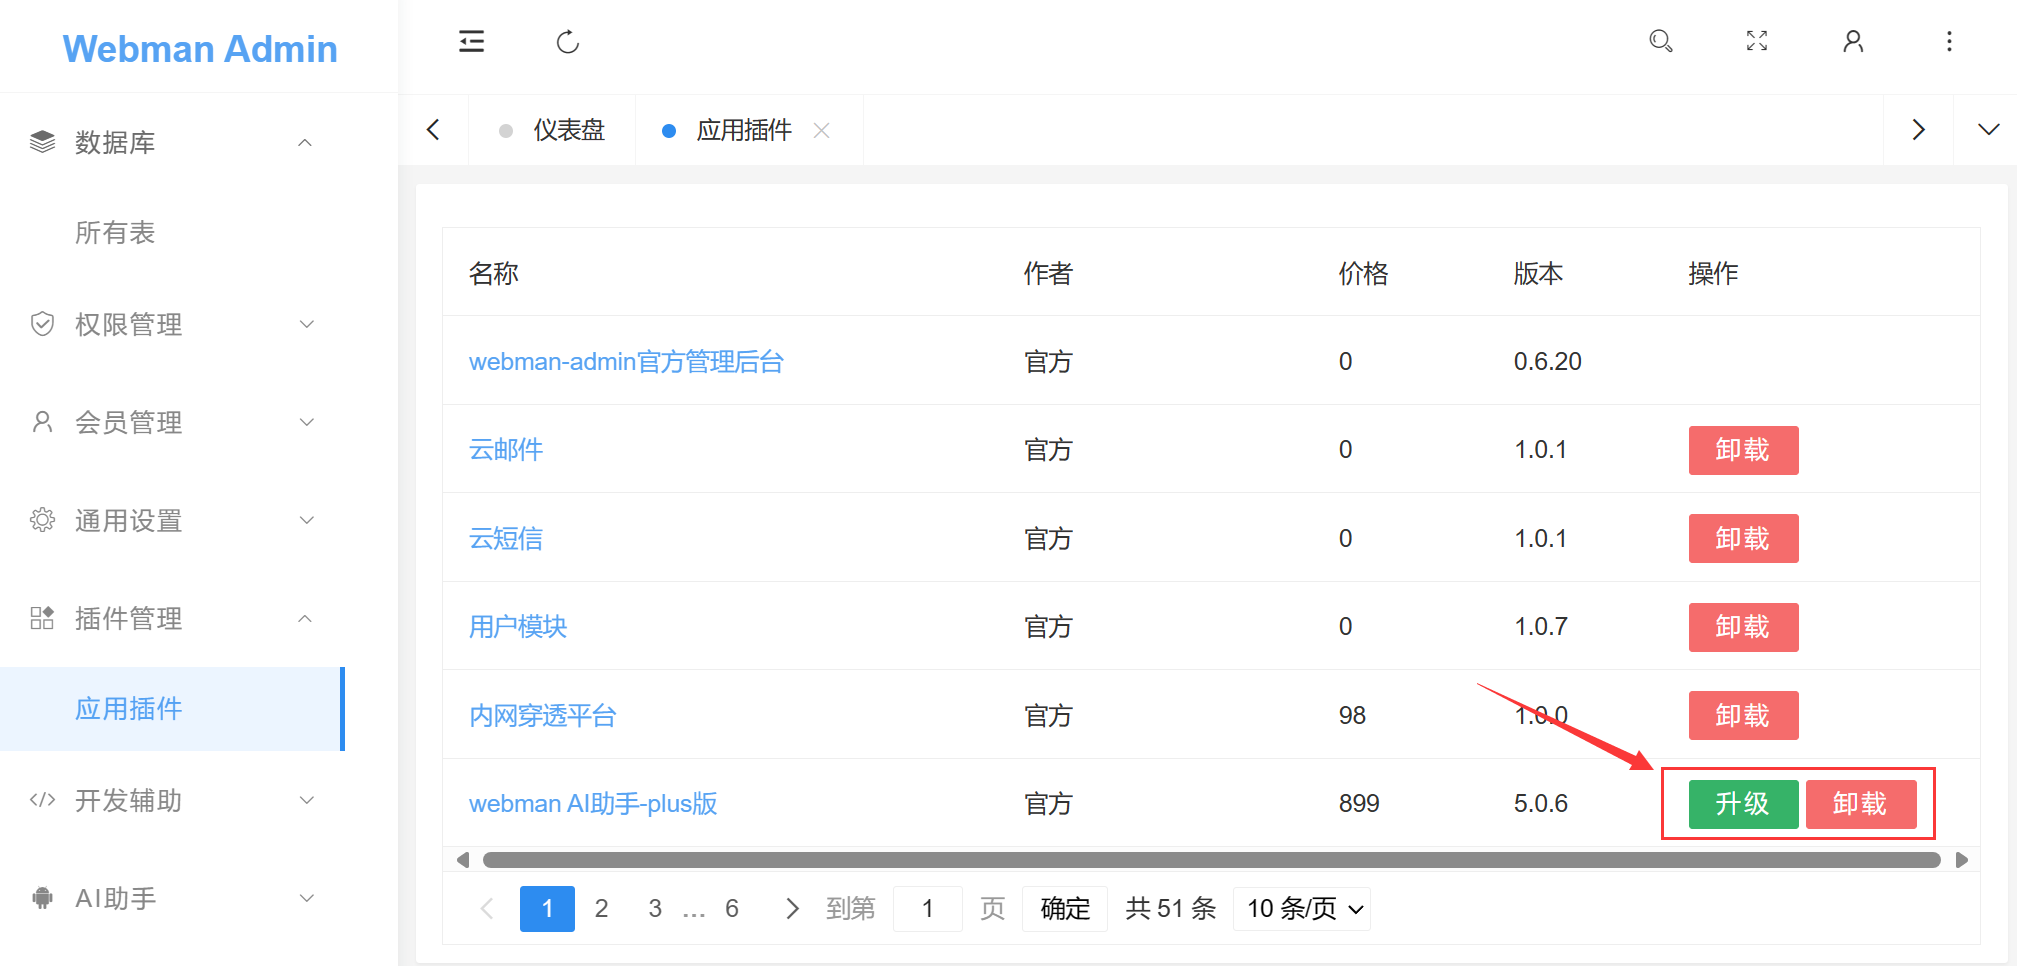 Webman Admin
数据库
所有表
权限管理
会员管理
通用设置
插件管理
应用插件
开发辅助
AI助手
仪表盘 应用插件
名称 作者 价格 版本 操作
webman-admin官方管理后台 官方 0 0.6.20
云邮件 官方 0 1.0.1 卸载
云短信 官方 0 1.0.1 卸载
用户模块 官方 0 1.0.7 卸载
内网穿透平台 官方 98 1.0.0 卸载
webman AI助手-plus版 官方 899 5.0.6 升级 卸载
1 2 3 ... 6 到第 1 页 确定 共 51 条 10 条/页